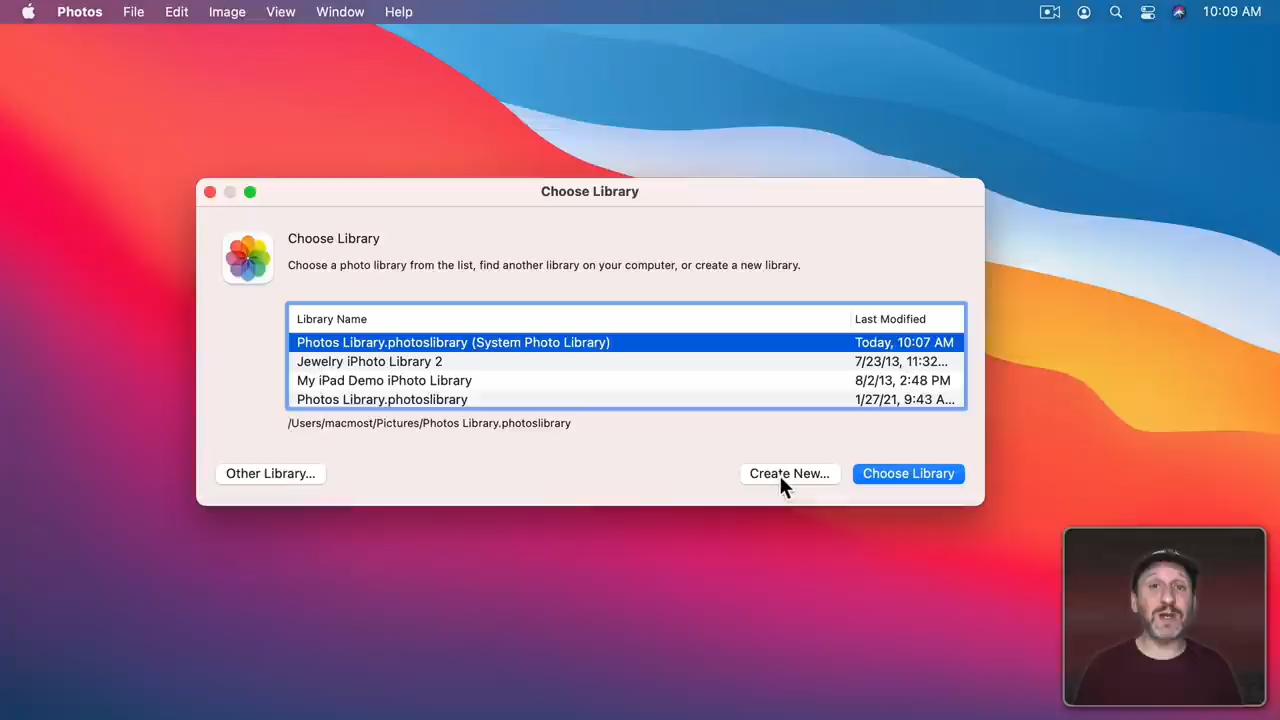 Photos File Edit Image View Window Help 10:09 AM
Choose Library
Choose Library
Choose a photo library from the list, find another library on your computer, or create a new library.
Library Name Last Modified
Photos Library.photoslibrary (System Photo Library) Today, 10:07 AM
Jewelry iPhoto Library 2 7/23/13, 11:32...
My iPad Demo iPhoto Library 8/2/13, 2:48 PM
Photos Library.photoslibrary 1/27/21, 9:43 A...
/Users/macmost/Pictures/Photos Library.photoslibrary
Other Library... Create New... Choose Library